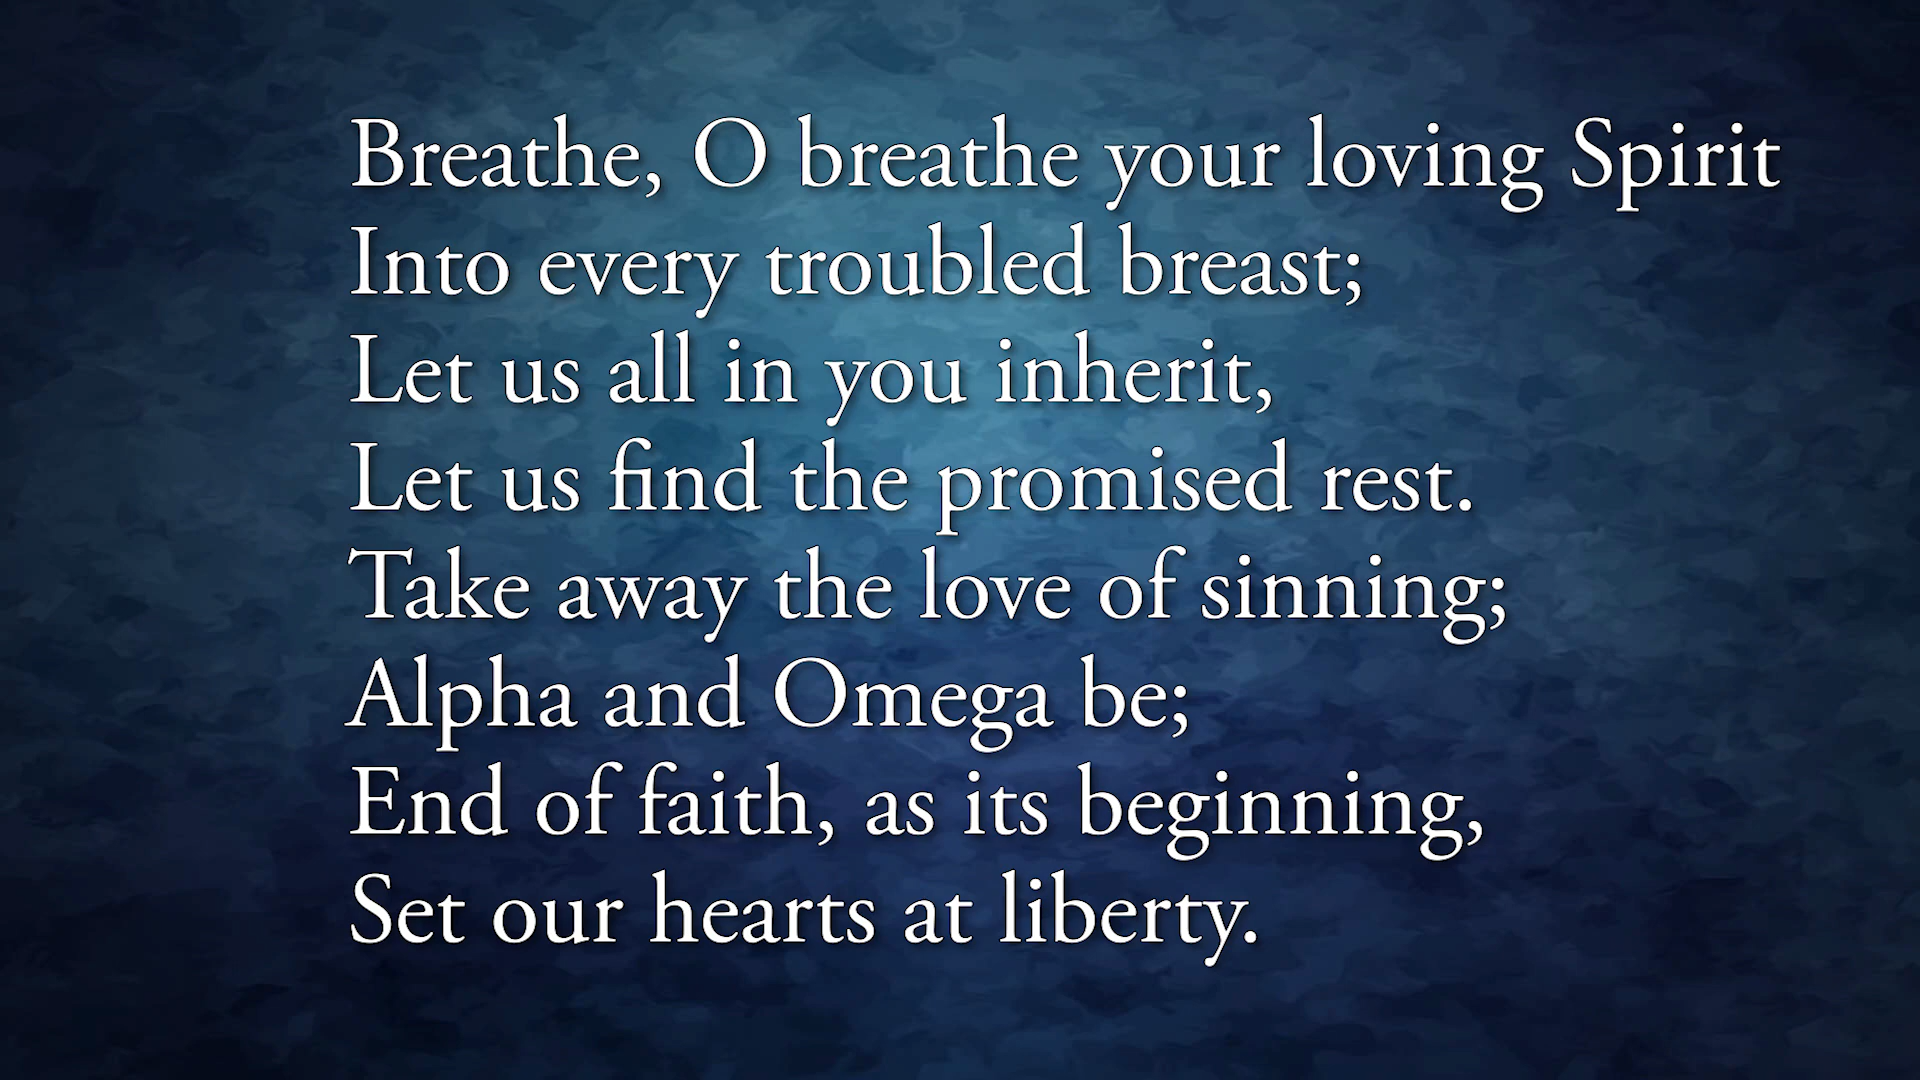 Breathe, O breathe your loving Spirit
Into every troubled breast;
Let us all in you inherit,
Let us find the promised rest.
Take away the love of sinning;
Alpha and Omega be;
End of faith, as its beginning,
Set our hearts at liberty.